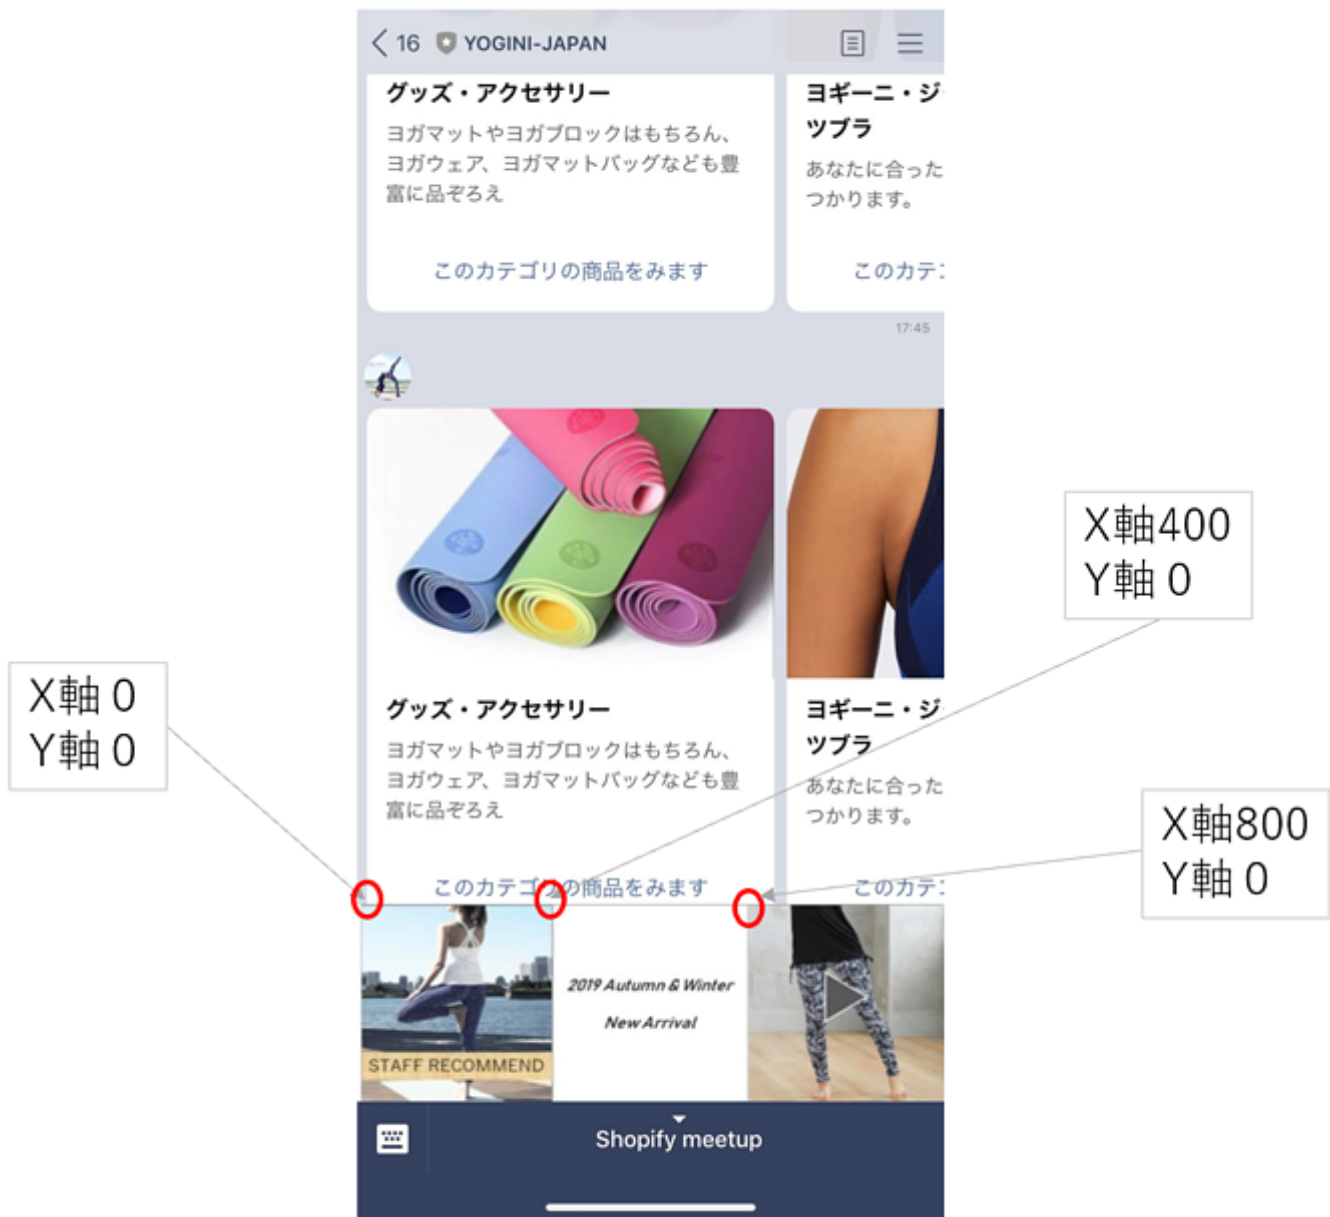 16 YOGINI-JAPAN
グッズ・アクセサリー
ヨガマットやヨガブロックはもちろん、
ヨガウェア、ヨガマットバッグなども豊
富に品ぞろえ
このカテゴリの商品をみます
ヨギーニ・ジ
ツブラ
あなたに合った
つかります。
このカテゴ
17:45
グッズ・アクセサリー
ヨガマットやヨガブロックはもちろん、
ヨガウェア、ヨガマットバッグなども豊
富に品ぞろえ
このカテゴリの商品をみます
ヨギーニ・ジ
ツブラ
あなたに合った
つかります。
このカテゴ
X軸 0
Y軸 0
X軸400
Y軸 0
X軸800
Y軸 0
STAFF RECOMMEND
2019 Autumn & Winter
New Arrival
Shopify meetup